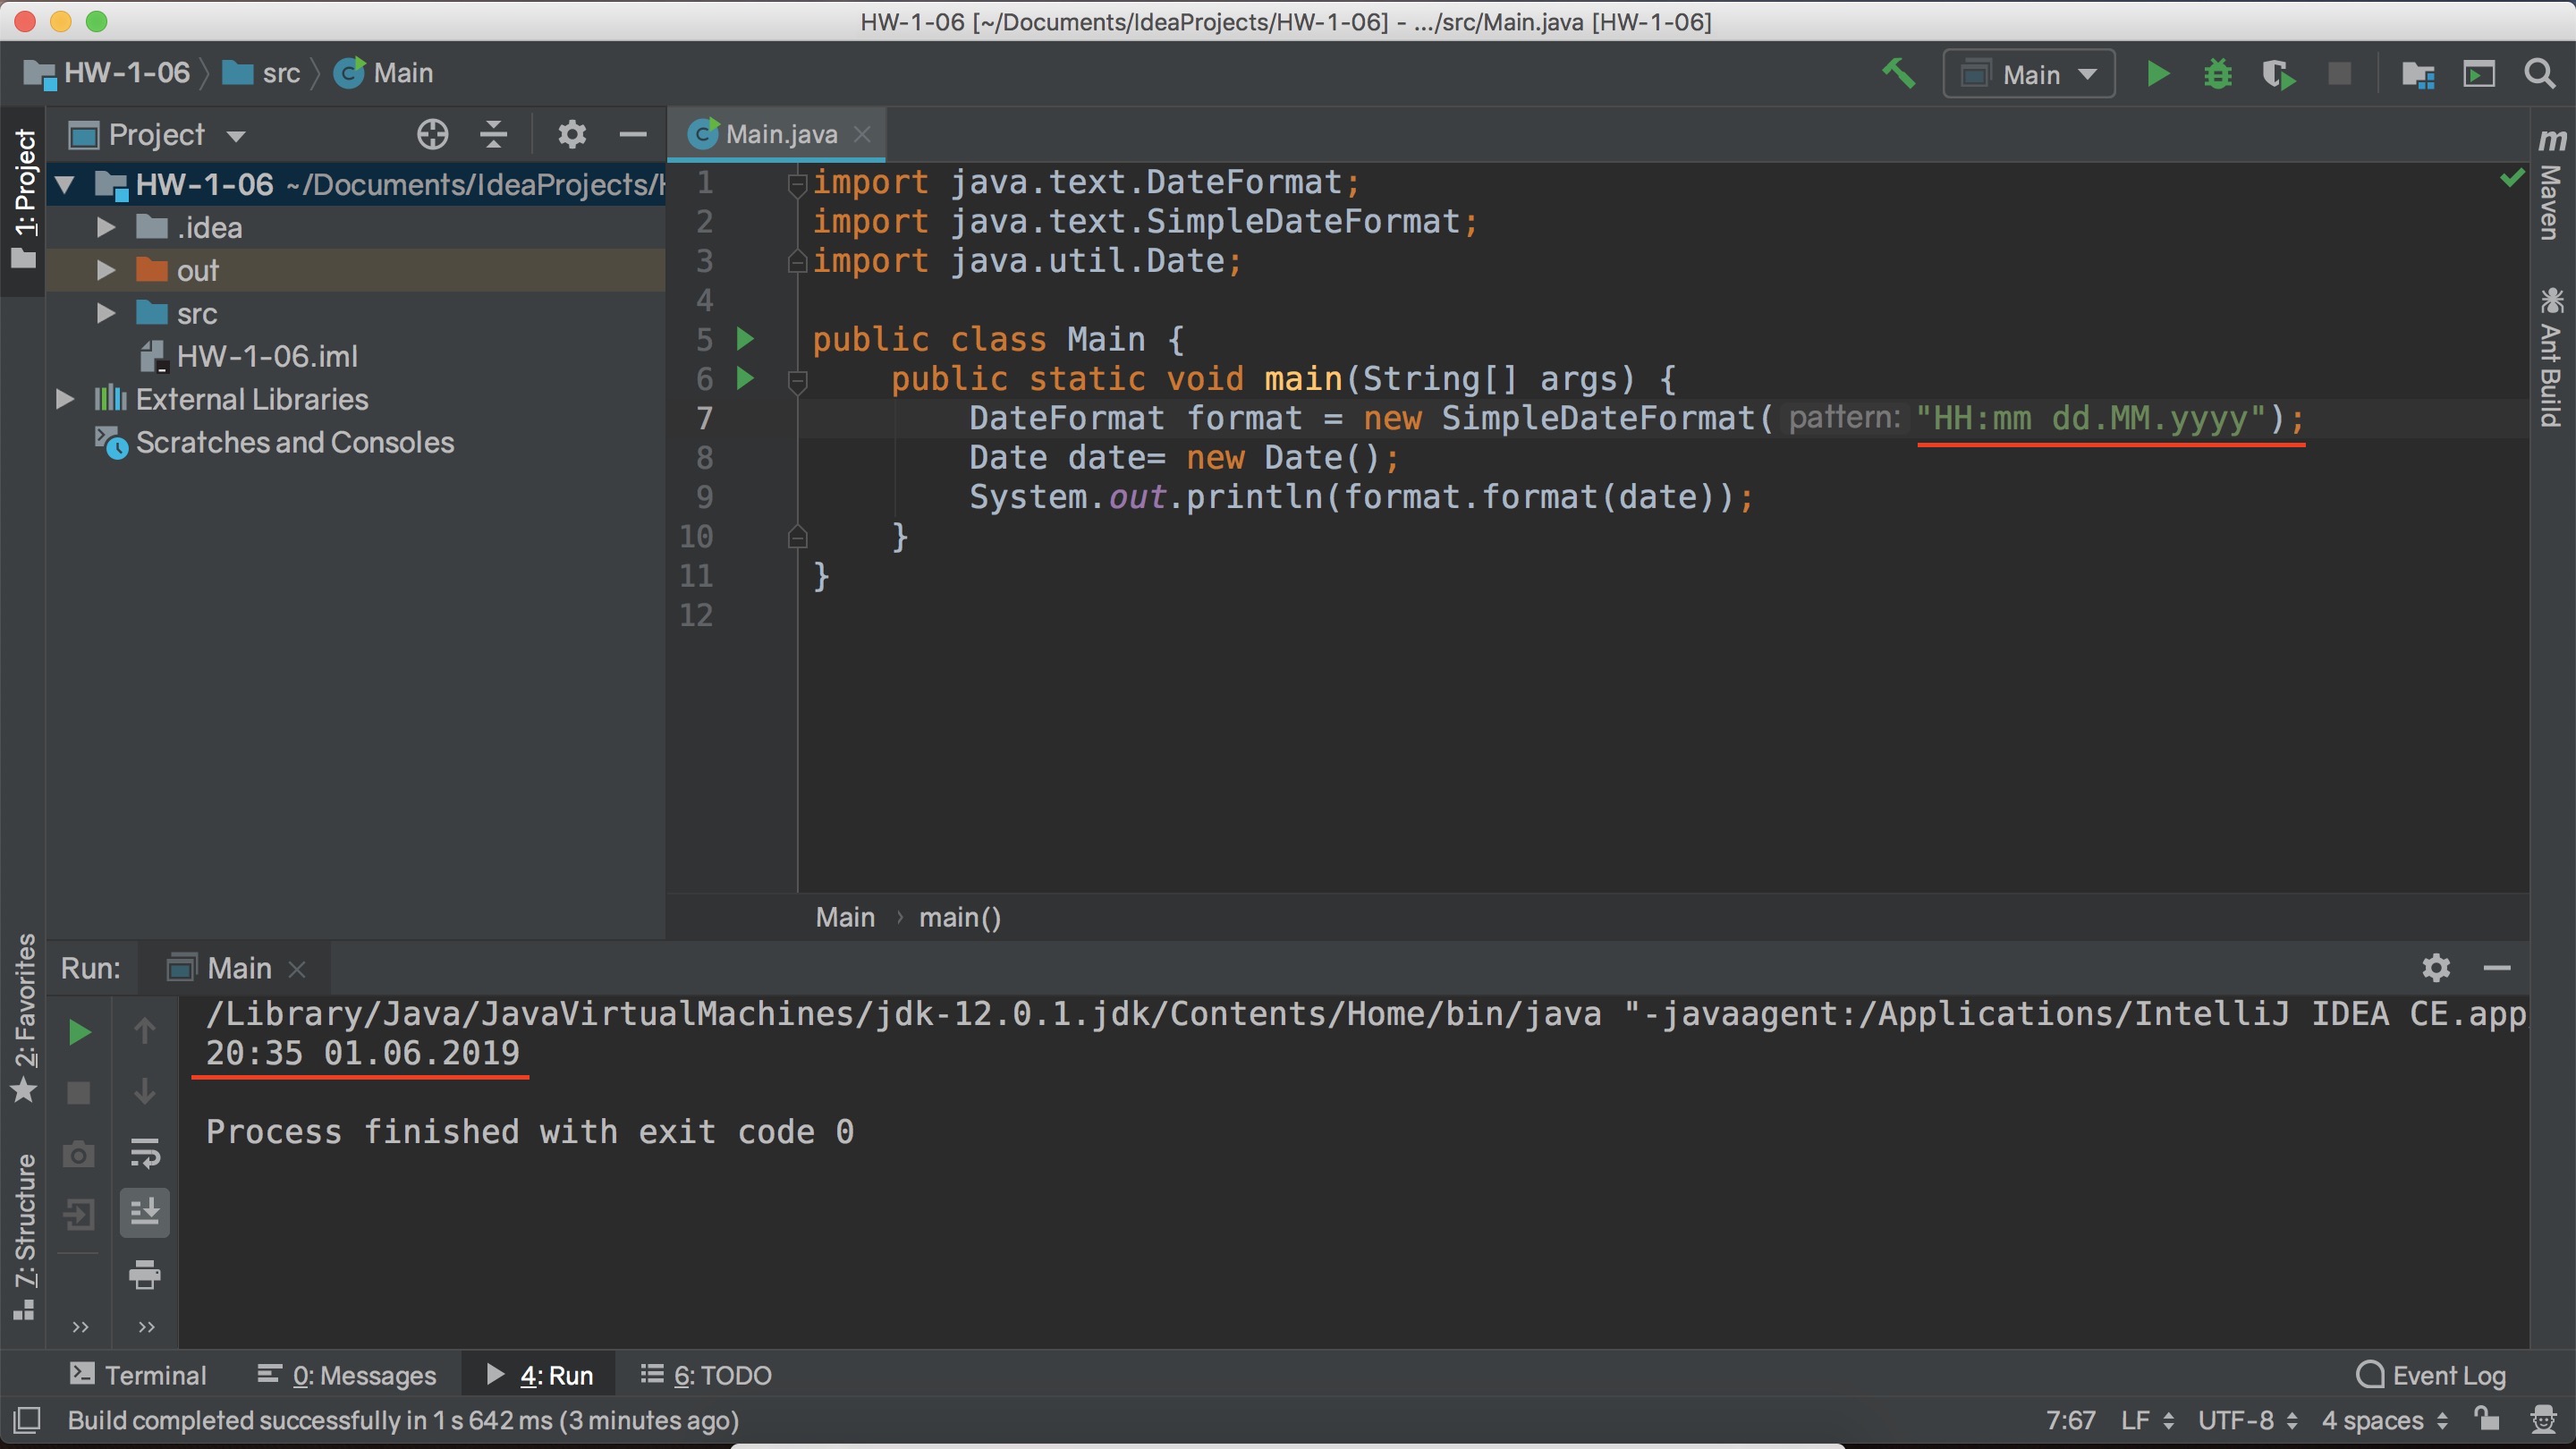 HW-1-06 [~/Documents/IdeaProjects/HW-1-06] - .../src/Main.java [HW-1-06]
HW-1-06 src Main
Main
1: Project
Project
Main.java
HW-1-06 ~/Documents/IdeaProjects/
.idea
out
src
HW-1-06.iml
External Libraries
Scratches and Consoles
1 import java.text.DateFormat;
2 import java.text.SimpleDateFormat;
3 import java.util.Date;
4
5 public class Main {
6 public static void main(String[] args) {
7 DateFormat format = new SimpleDateFormat( pattern: "HH:mm dd.MM.yyyy");
8 Date date= new Date();
9 System.out.println(format.format(date));
10 }
11 }
12
Main › main()
m Maven
Ant Build
2: Favorites
7: Structure
Run: Main
/Library/Java/JavaVirtualMachines/jdk-12.0.1.jdk/Contents/Home/bin/java "-javaagent:/Applications/IntelliJ IDEA CE.app
20:35 01.06.2019
Process finished with exit code 0
Terminal 0: Messages 4: Run 6: TODO Event Log
Build completed successfully in 1 s 642 ms (3 minutes ago) 7:67 LF UTF-8 4 spaces